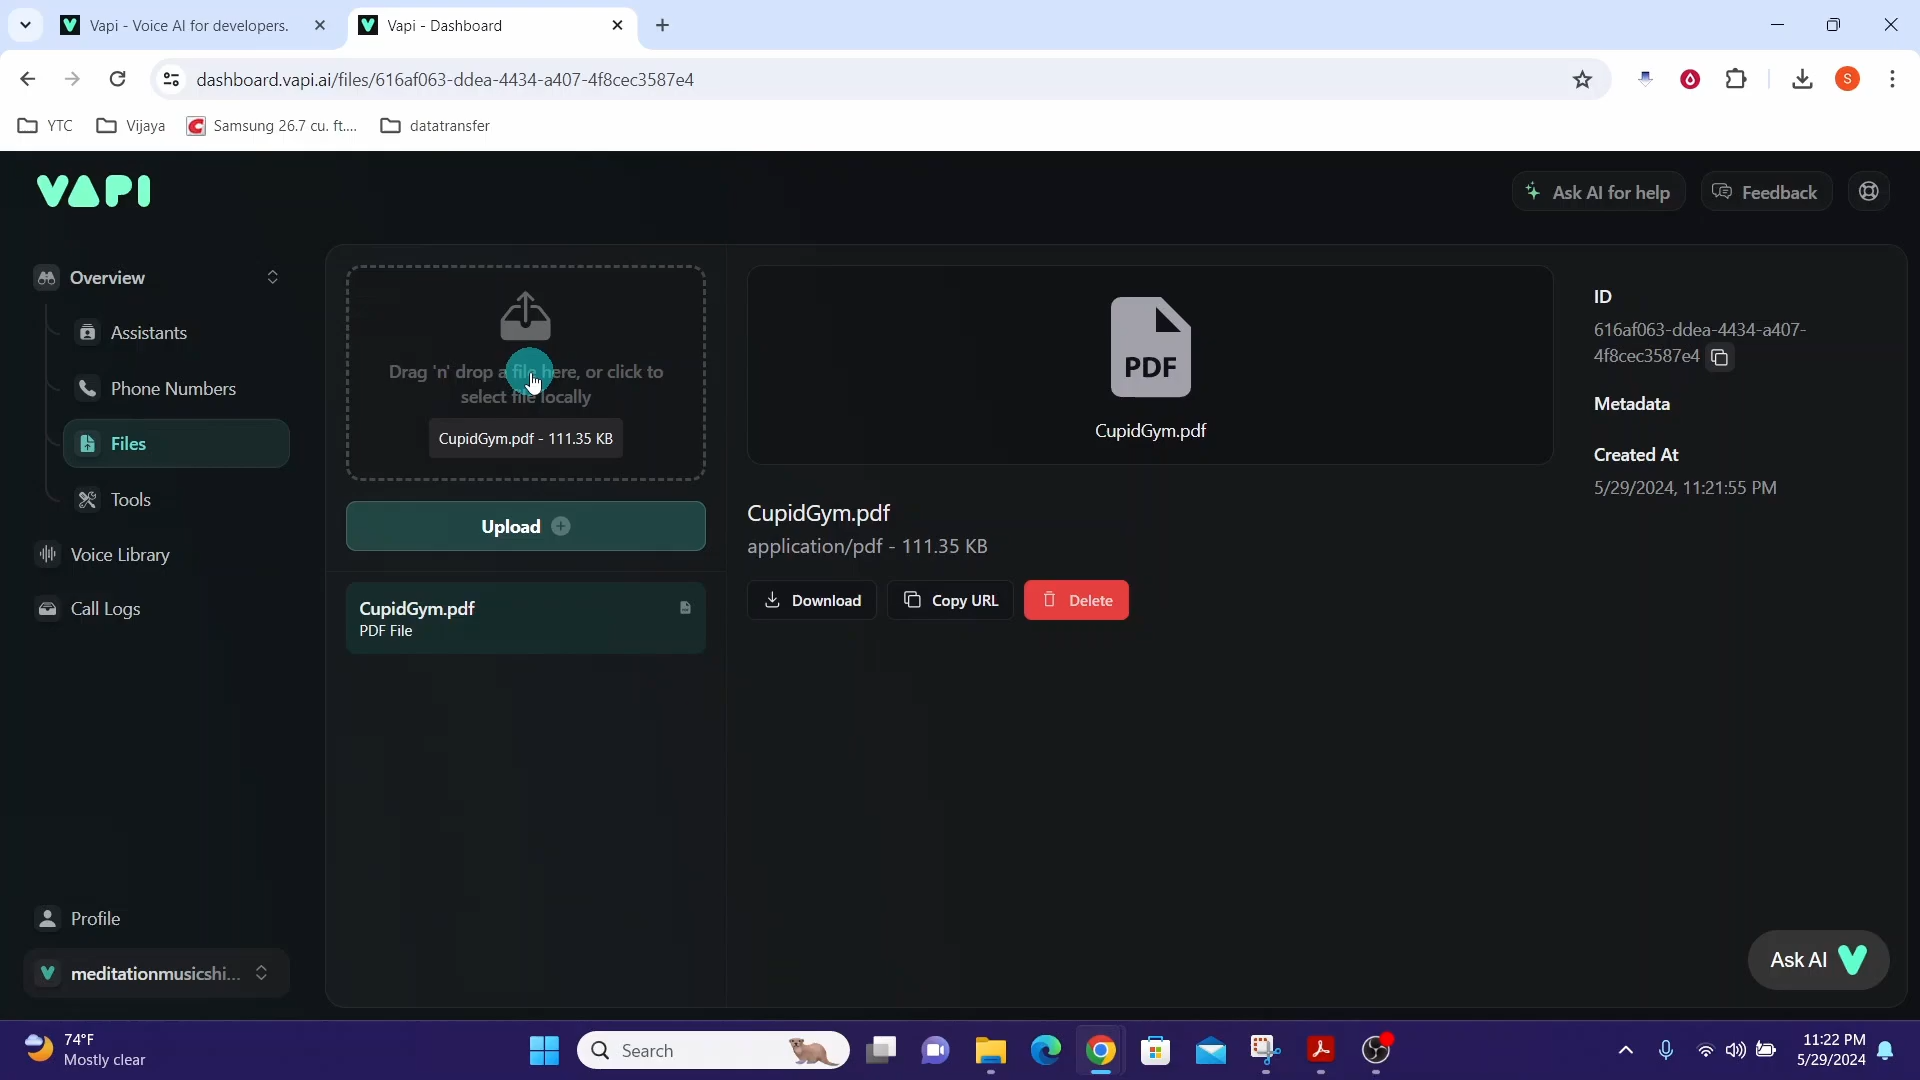 Vapi - Voice AI for developers.
Vapi - Dashboard
dashboard.vapi.ai/files/616af063-ddea-4434-a407-4f8cec3587e4
S
YTC
Vijaya
Samsung 26.7 cu. ft....
datatransfer
VAPI
Ask AI for help
Feedback
Overview
Assistants
Phone Numbers
Files
Tools
Voice Library
Call Logs
Profile
meditationmusicshi...
Drag 'n' drop a file here, or click to
select file locally
CupidGym.pdf - 111.35 KB
Upload
CupidGym.pdf
PDF File
PDF
CupidGym.pdf
CupidGym.pdf
application/pdf - 111.35 KB
Download
Copy URL
Delete
ID
616af063-ddea-4434-a407-
4f8cec3587e4
Metadata
Created At
5/29/2024, 11:21:55 PM
Ask AI
74°F
Mostly clear
Search
11:22 PM
5/29/2024